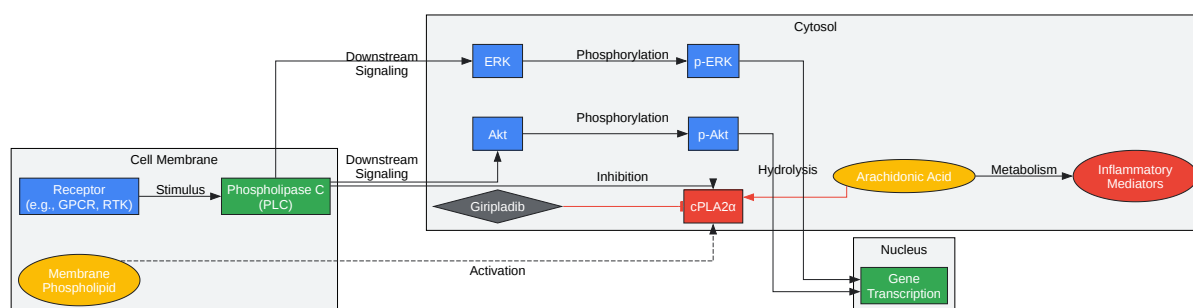 Cytosol
Downstream
Signaling
ERK
Phosphorylation
p-ERK
Akt
Phosphorylation
p-Akt
Cell Membrane
Downstream
Signaling
Receptor
(e.g., GPCR, RTK)
Stimulus
Phospholipase C
(PLC)
Inhibition
Hydrolysis
Arachidonic Acid
Metabolism
Inflammatory
Mediators
Giripladib
cPLA2α
Membrane
Phospholipid
Activation
Nucleus
Gene
Transcription